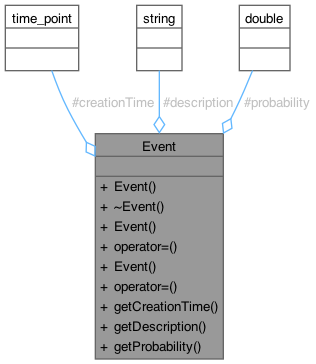 time_point
string
double
#creationTime
#description
#probability
Event
+ Event()
+ ~Event()
+ Event()
+ operator=()
+ Event()
+ operator=()
+ getCreationTime()
+ getDescription()
+ getProbability()